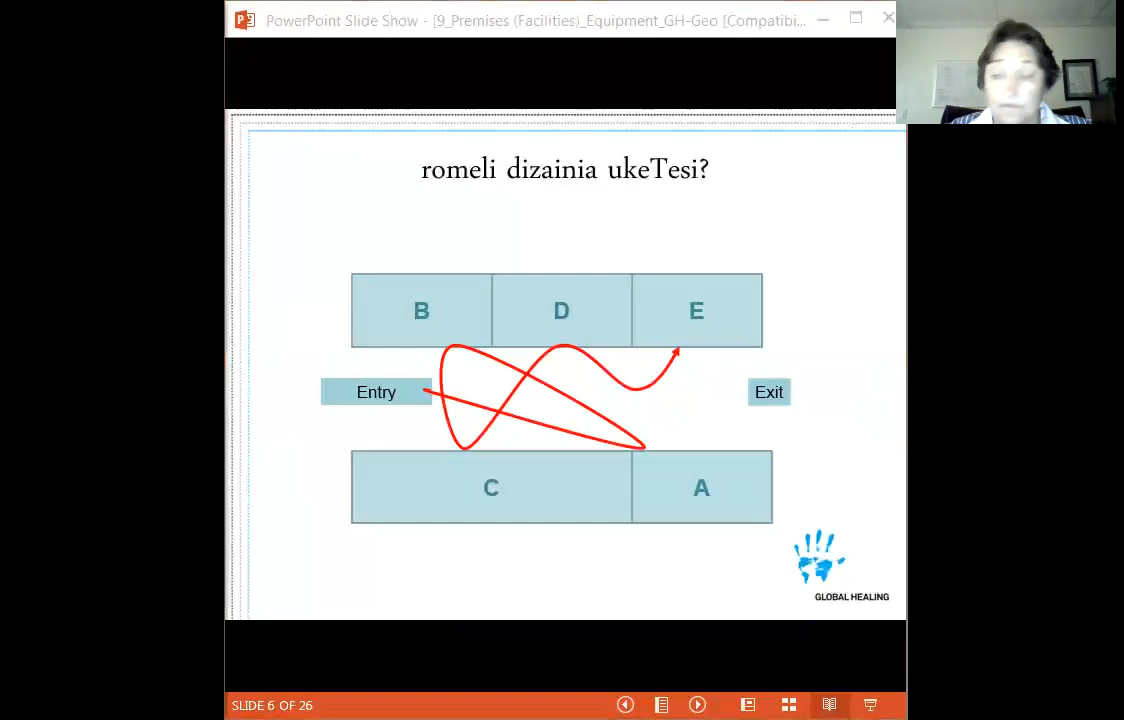 PowerPoint Slide Show - [9_Premises (Facilities)_Equipment_GH-Geo [Compatibi...
romeli dizainia ukeTesi?
B D E
Entry Exit
C A
GLOBAL HEALING
SLIDE 6 OF 26